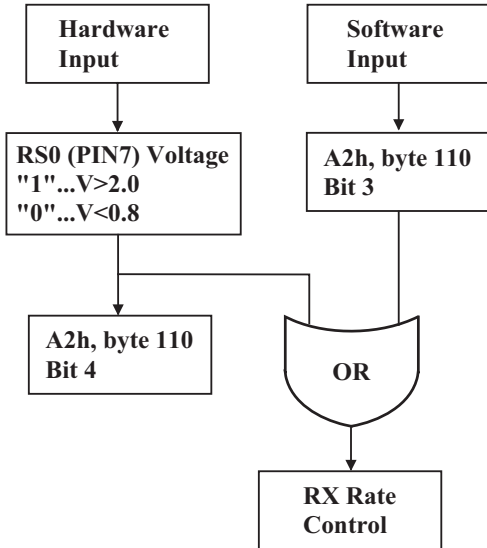 Hardware
Input
Software
Input
RS0 (PIN7) Voltage
"1"...V>2.0
"0"...V<0.8
A2h, byte 110
Bit 3
A2h, byte 110
Bit 4
OR
RX Rate
Control